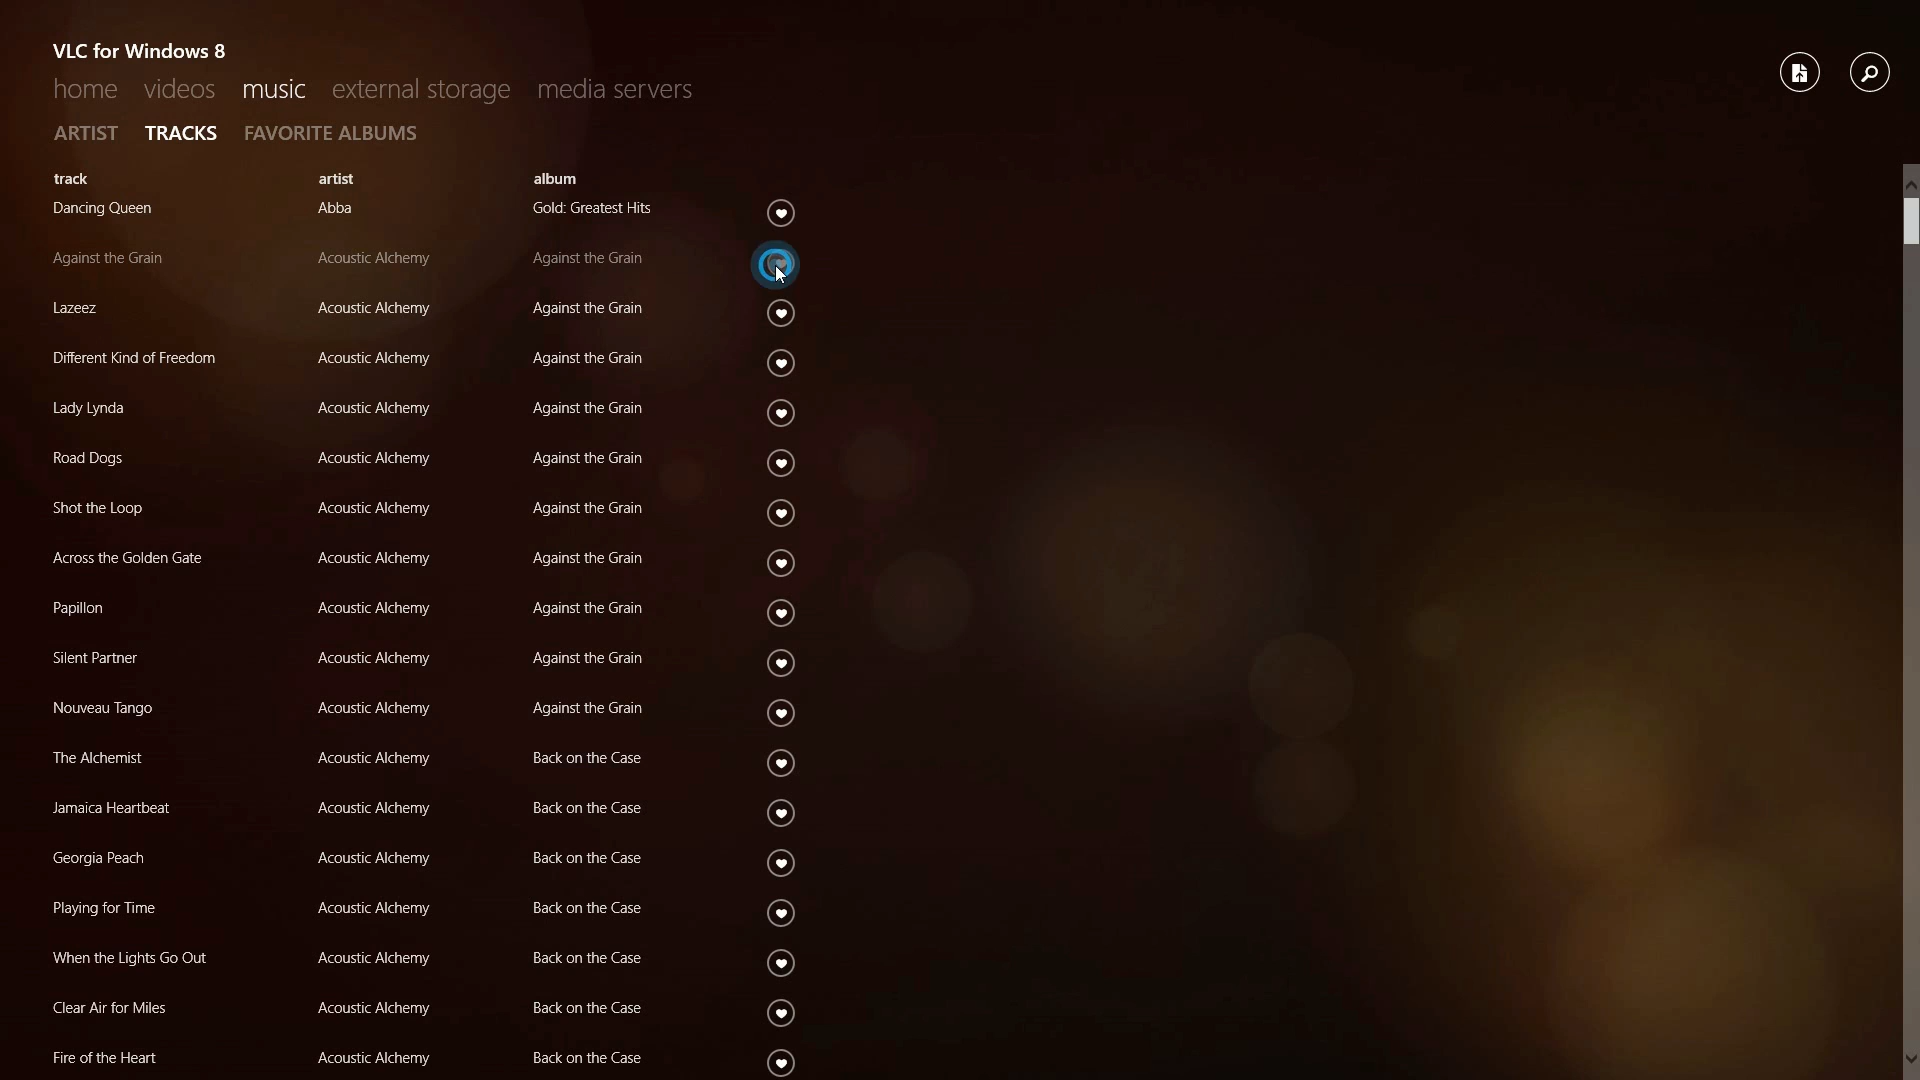 VLC for Windows 8
home videos music external storage media servers
ARTIST TRACKS FAVORITE ALBUMS
track artist album
Dancing Queen Abba Gold: Greatest Hits
Against the Grain Acoustic Alchemy Against the Grain
Lazeez Acoustic Alchemy Against the Grain
Different Kind of Freedom Acoustic Alchemy Against the Grain
Lady Lynda Acoustic Alchemy Against the Grain
Road Dogs Acoustic Alchemy Against the Grain
Shot the Loop Acoustic Alchemy Against the Grain
Across the Golden Gate Acoustic Alchemy Against the Grain
Papillon Acoustic Alchemy Against the Grain
Silent Partner Acoustic Alchemy Against the Grain
Nouveau Tango Acoustic Alchemy Against the Grain
The Alchemist Acoustic Alchemy Back on the Case
Jamaica Heartbeat Acoustic Alchemy Back on the Case
Georgia Peach Acoustic Alchemy Back on the Case
Playing for Time Acoustic Alchemy Back on the Case
When the Lights Go Out Acoustic Alchemy Back on the Case
Clear Air for Miles Acoustic Alchemy Back on the Case
Fire of the Heart Acoustic Alchemy Back on the Case